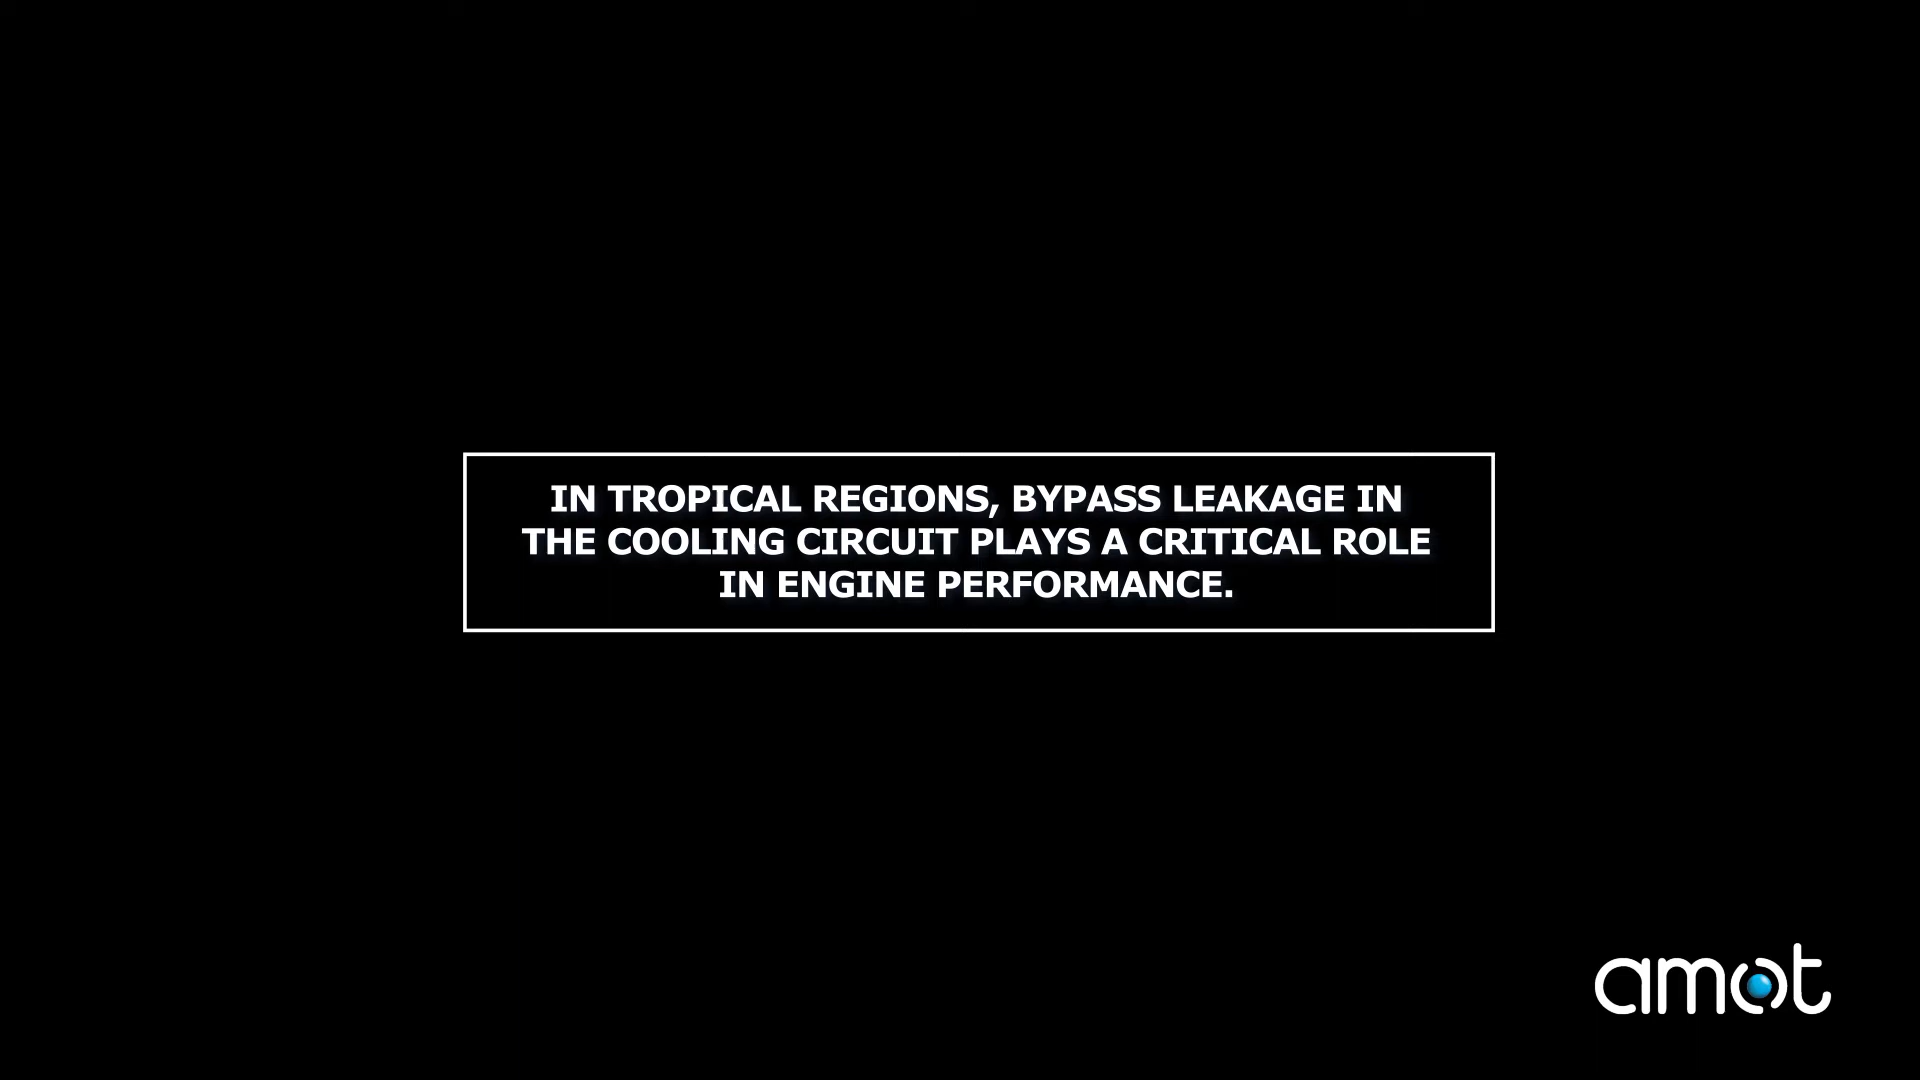 IN TROPICAL REGIONS, BYPASS LEAKAGE IN
THE COOLING CIRCUIT PLAYS A CRITICAL ROLE
IN ENGINE PERFORMANCE.
amot